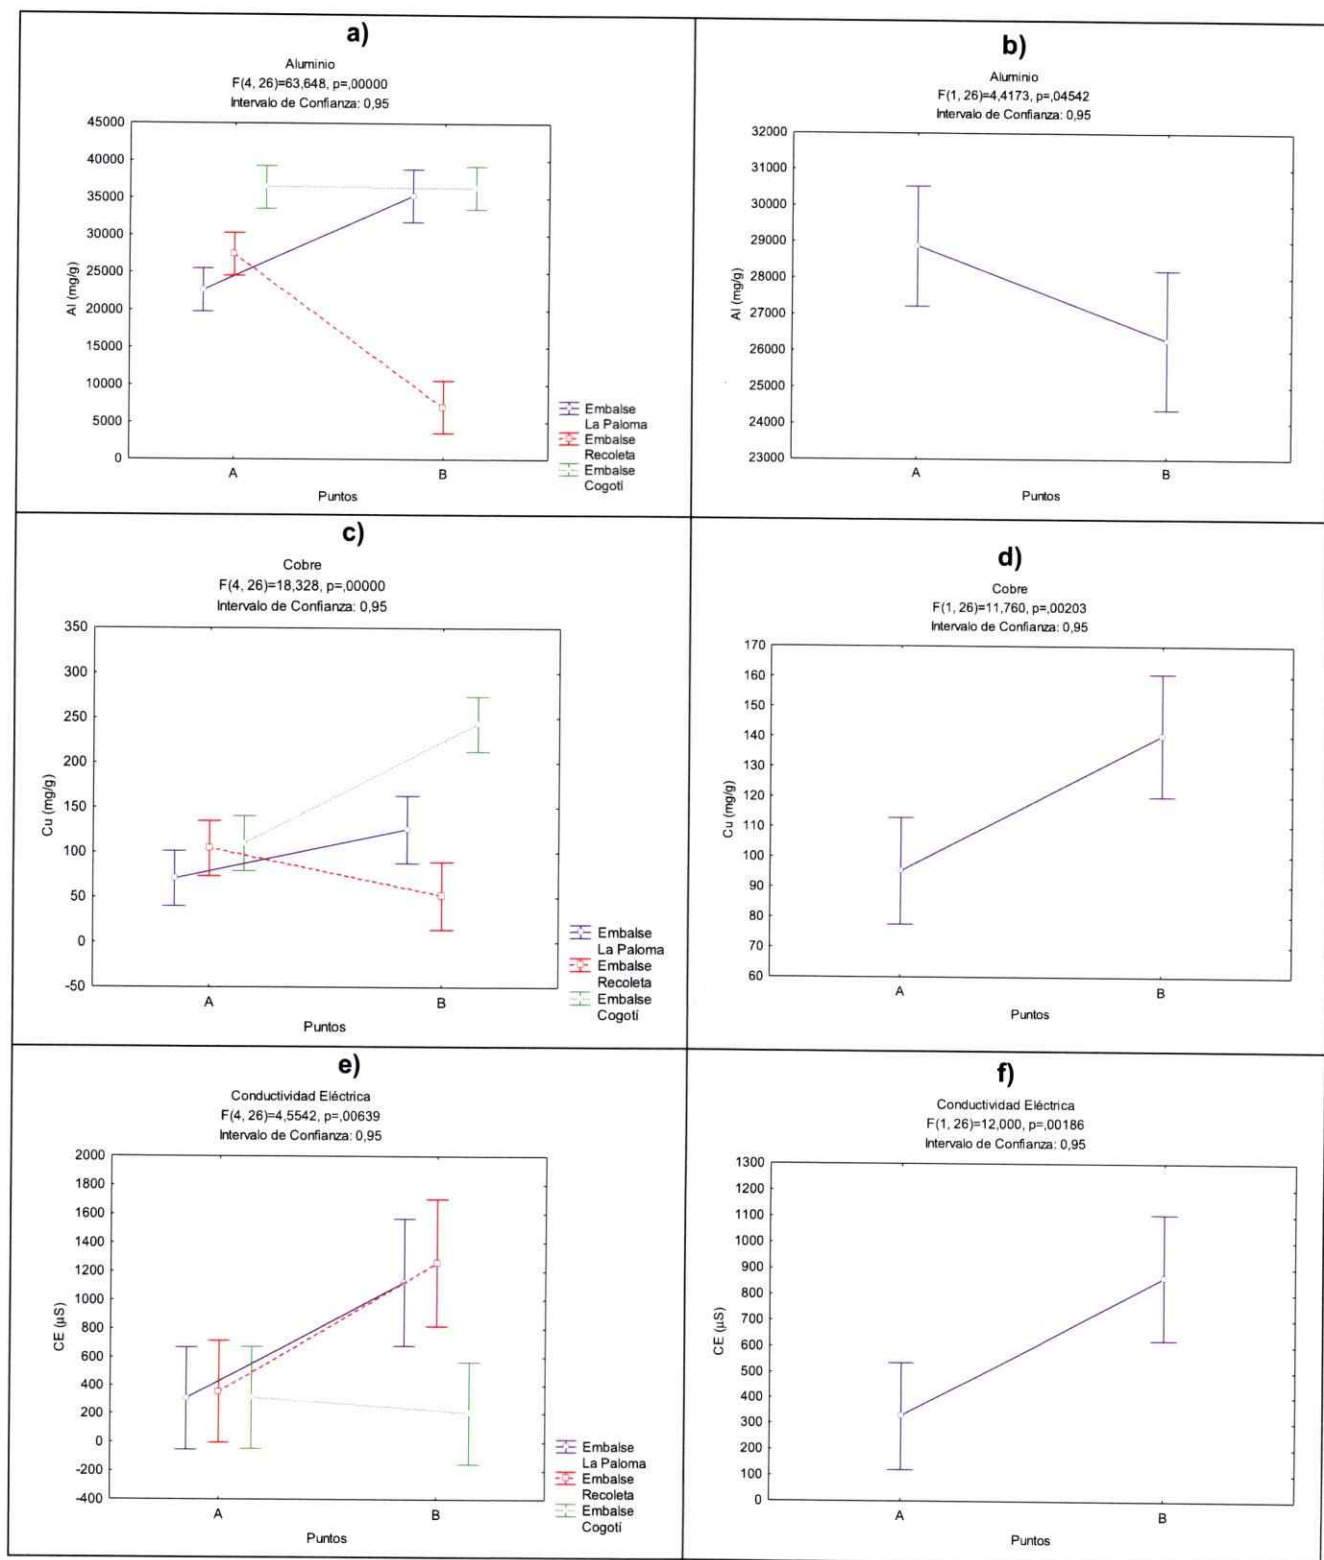 a)
Aluminio
F(4, 26)=63,648, p=,00000
Intervalo de Confianza: 0,95
45000
40000
35000
30000
25000
20000
15000
10000
5000
0
Al (mg/g)
A
B
Puntos
Embalse
La Paloma
Embalse
Recoleta
Embalse
Cogotí
b)
Aluminio
F(1, 26)=4,4173, p=,04542
Intervalo de Confianza: 0,95
32000
31000
30000
29000
28000
27000
26000
25000
24000
23000
Al (mg/g)
A
B
Puntos
c)
Cobre
F(4, 26)=18,328, p=,00000
Intervalo de Confianza: 0,95
350
300
250
200
150
100
50
0
-50
Cu (mg/g)
A
B
Puntos
Embalse
La Paloma
Embalse
Recoleta
Embalse
Cogotí
d)
Cobre
F(1, 26)=11,760, p=,00203
Intervalo de Confianza: 0,95
170
160
150
140
130
120
110
100
90
80
70
60
Cu (mg/g)
A
B
Puntos
e)
Conductividad Eléctrica
F(4, 26)=4,5542, p=,00639
Intervalo de Confianza: 0,95
2000
1800
1600
1400
1200
1000
800
600
400
200
0
-200
-400
CE (µS)
A
B
Puntos
Embalse
La Paloma
Embalse
Recoleta
Embalse
Cogotí
f)
Conductividad Eléctrica
F(1, 26)=12,000, p=,00186
Intervalo de Confianza: 0,95
1300
1200
1100
1000
900
800
700
600
500
400
300
200
100
0
CE (µS)
A
B
Puntos